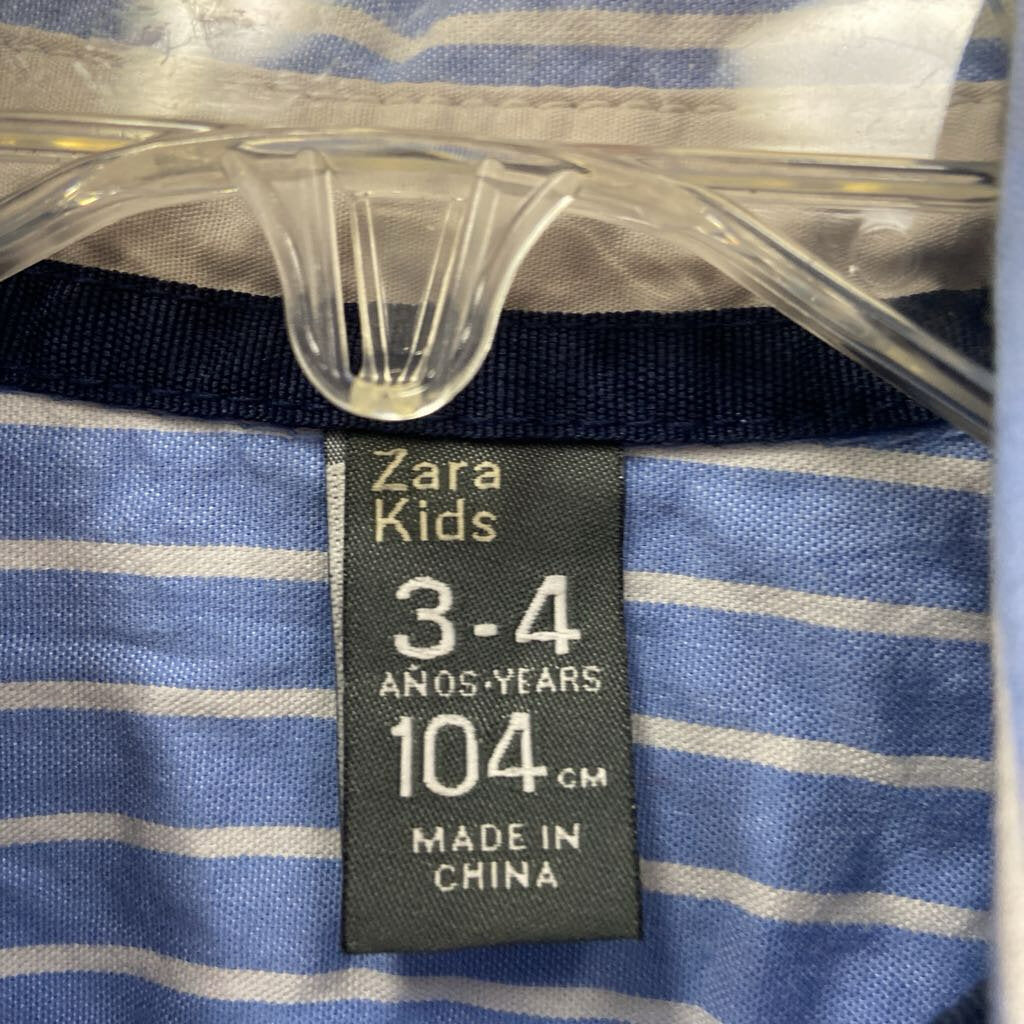 Zara
Kids
3-4
AÑOS·YEARS
104 CM
MADE IN
CHINA